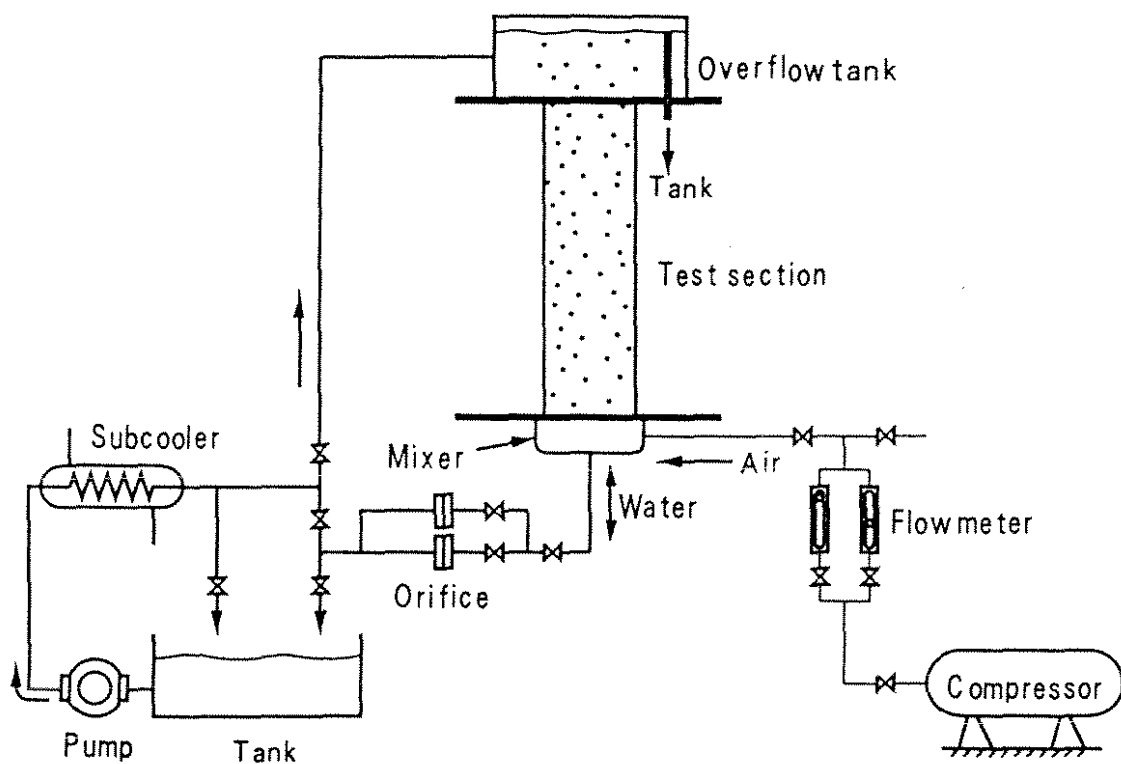 Overflow tank
Tank
Test section
Subcooler
Mixer
Air
Water
Flowmeter
Orifice
Compressor
Pump
Tank